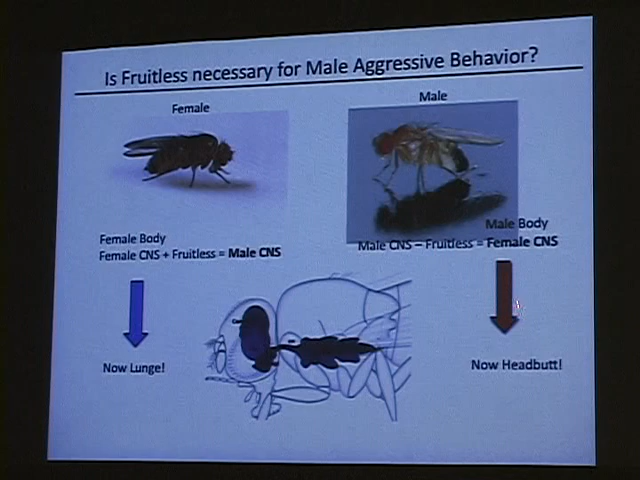 Is Fruitless necessary for Male Aggressive Behavior?
Female
Male
Female Body
Female CNS + Fruitless = Male CNS
Male Body
Male CNS – Fruitless = Female CNS
Now Lunge!
Now Headbutt!